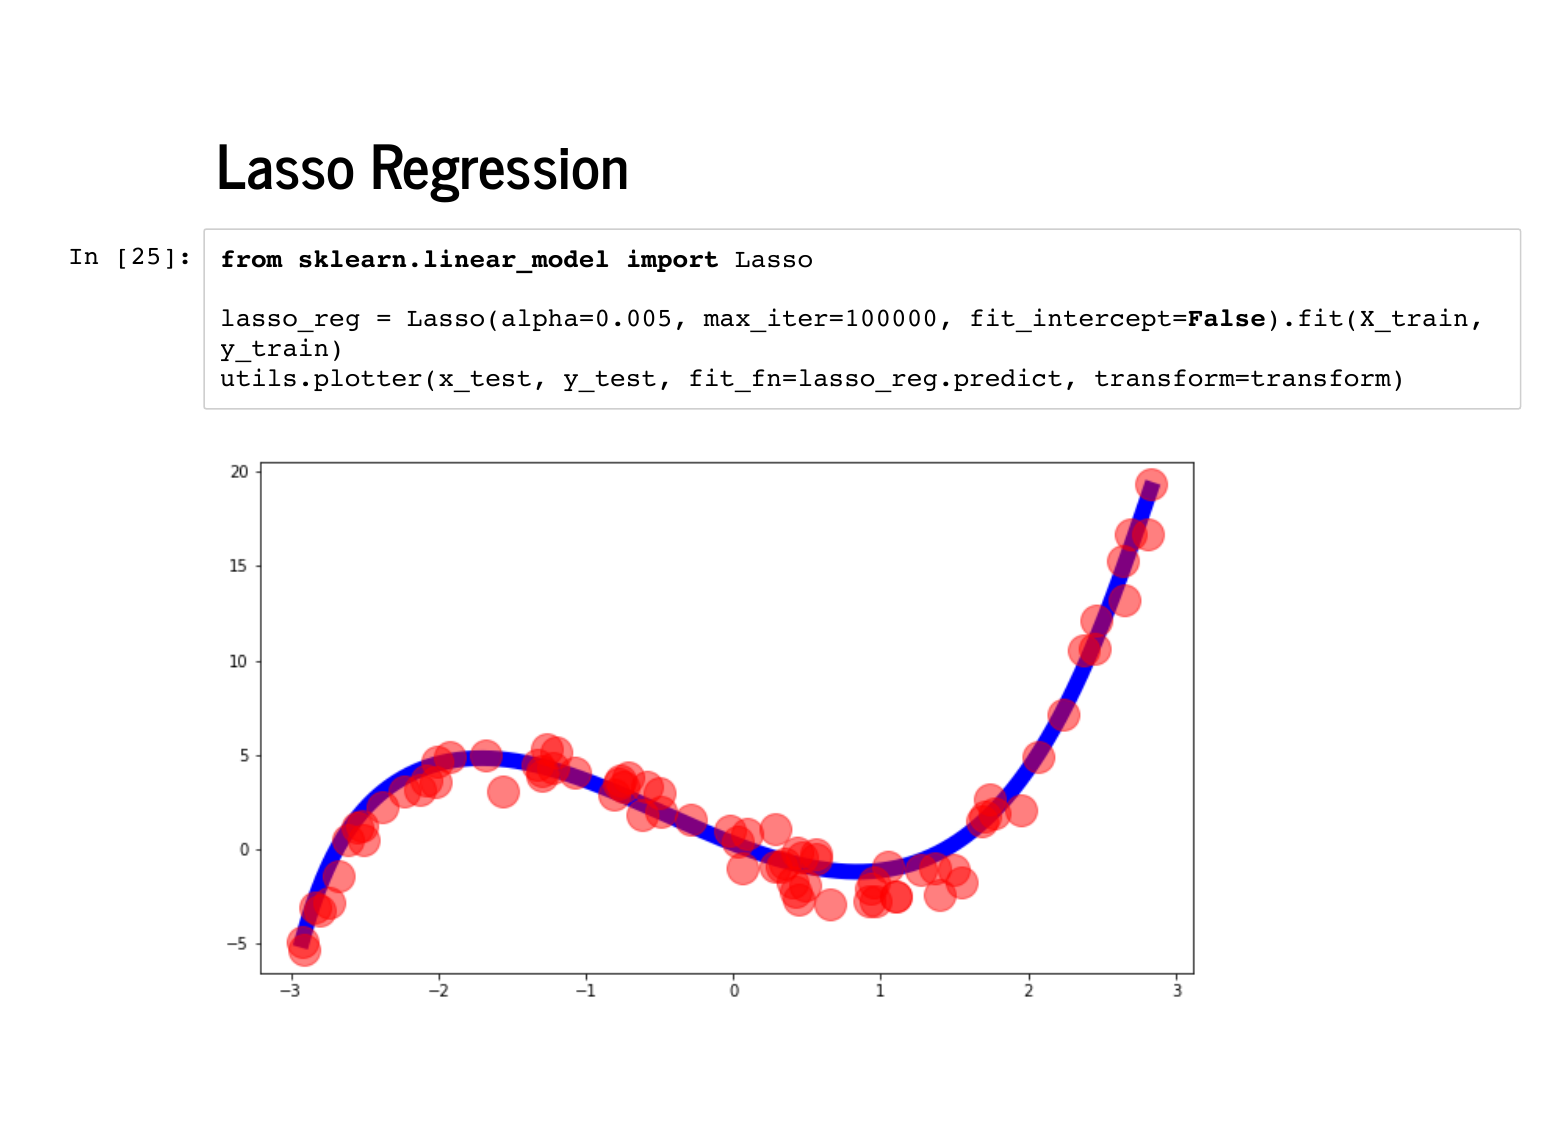 Lasso Regression
In [25]:
from sklearn.linear_model import Lasso
lasso_reg = Lasso(alpha=0.005, max_iter=100000, fit_intercept=False).fit(X_train,
y_train)
utils.plotter(x_test, y_test, fit_fn=lasso_reg.predict, transform=transform)
20
15
10
5
0
−5
−3 −2 −1 0 1 2 3